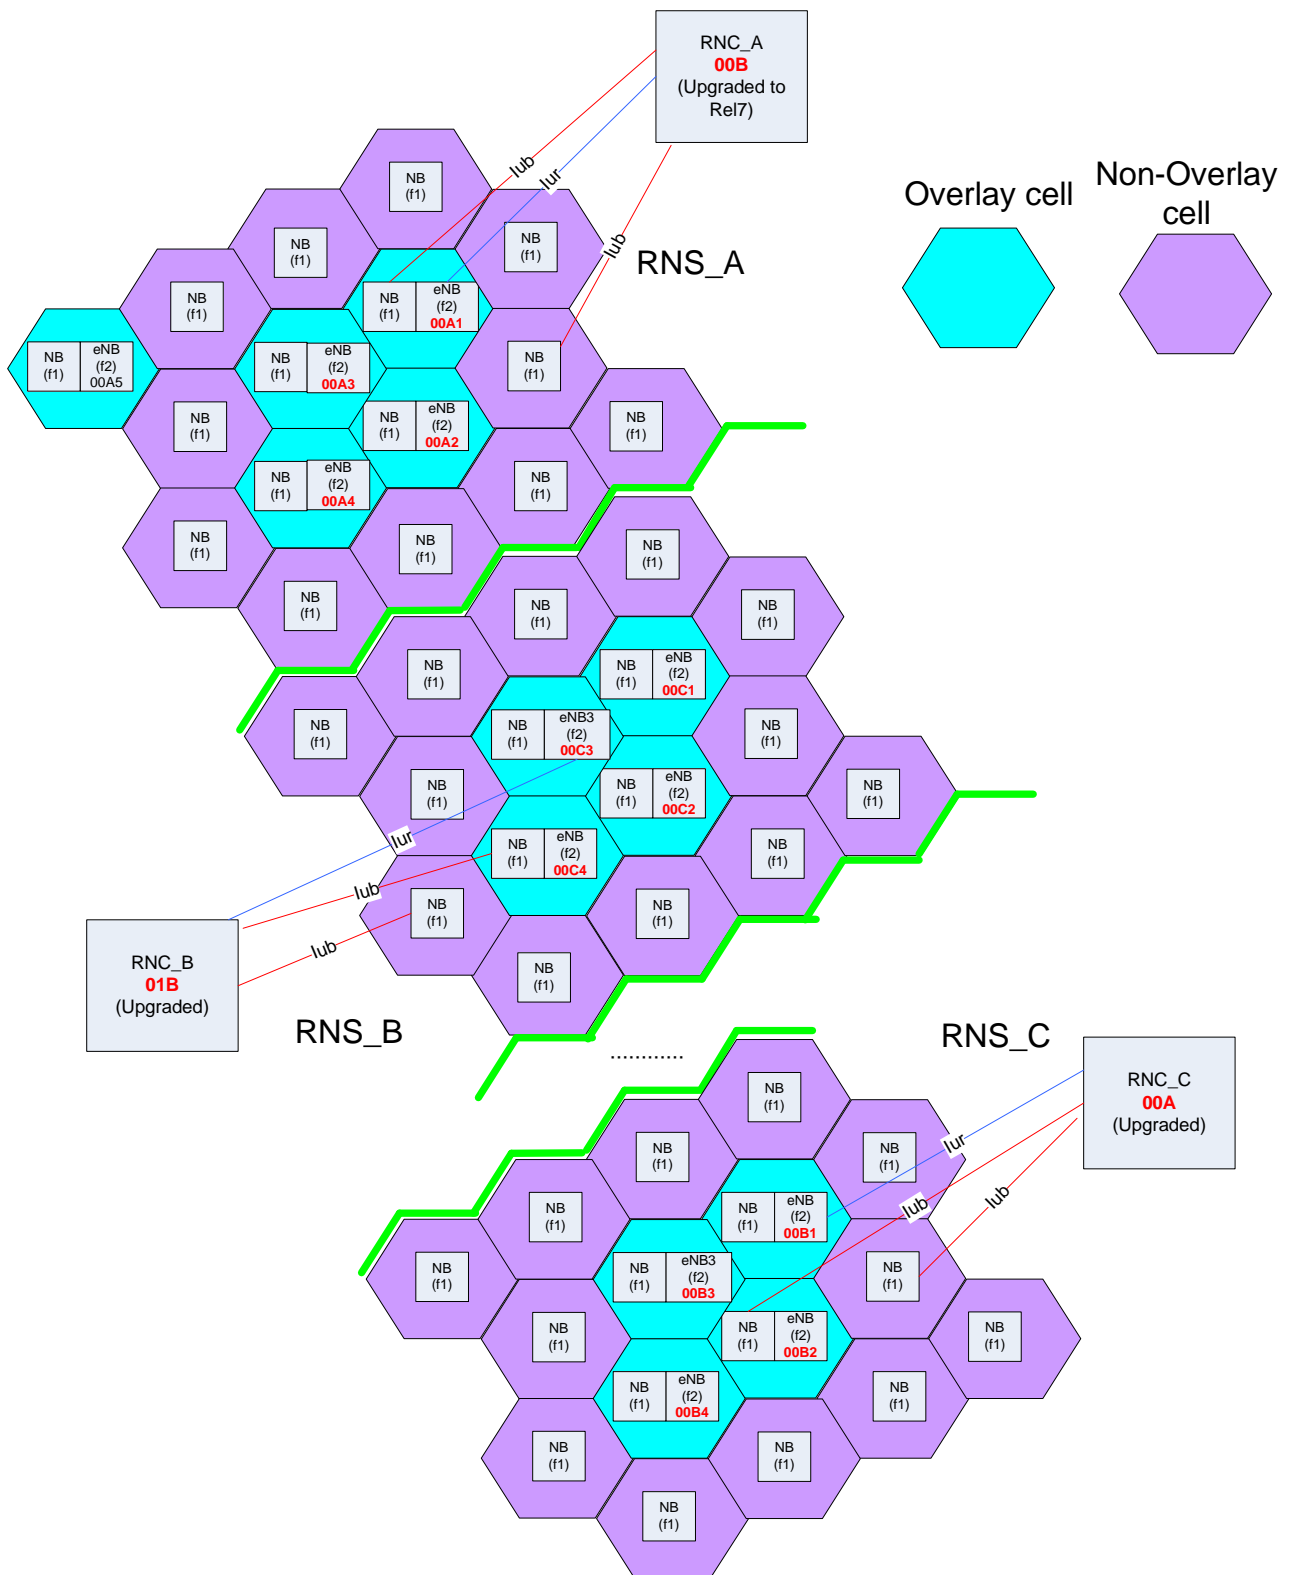 RNC_A
00B
(Upgraded to
Rel7)
Overlay cell
Non-Overlay
cell
Iub
Iur
Iub
RNS_A
NB
(f1)
NB
(f1)
NB
(f1)
NB
(f1)
NB
(f1)
eNB
(f2)
00A1
NB
(f1)
NB
(f1)
eNB
(f2)
00A5
NB
(f1)
eNB
(f2)
00A3
NB
(f1)
NB
(f1)
NB
(f1)
eNB
(f2)
00A2
NB
(f1)
NB
(f1)
eNB
(f2)
00A4
NB
(f1)
NB
(f1)
NB
(f1)
NB
(f1)
NB
(f1)
NB
(f1)
NB
(f1)
NB
(f1)
NB
(f1)
NB
(f1)
eNB
(f2)
00C1
NB
(f1)
NB
(f1)
eNB3
(f2)
00C3
NB
(f1)
NB
(f1)
NB
(f1)
eNB
(f2)
00C2
NB
(f1)
Iur
NB
(f1)
eNB
(f2)
00C4
NB
(f1)
Iub
NB
(f1)
NB
(f1)
Iub
NB
(f1)
RNC_B
01B
(Upgraded)
RNS_B
............
RNS_C
RNC_C
00A
(Upgraded)
NB
(f1)
NB
(f1)
NB
(f1)
Iur
Iub
Iub
NB
(f1)
NB
(f1)
eNB
(f2)
00B1
NB
(f1)
NB
(f1)
eNB3
(f2)
00B3
NB
(f1)
NB
(f1)
NB
(f1)
eNB
(f2)
00B2
NB
(f1)
NB
(f1)
eNB
(f2)
00B4
NB
(f1)
NB
(f1)
NB
(f1)
NB
(f1)